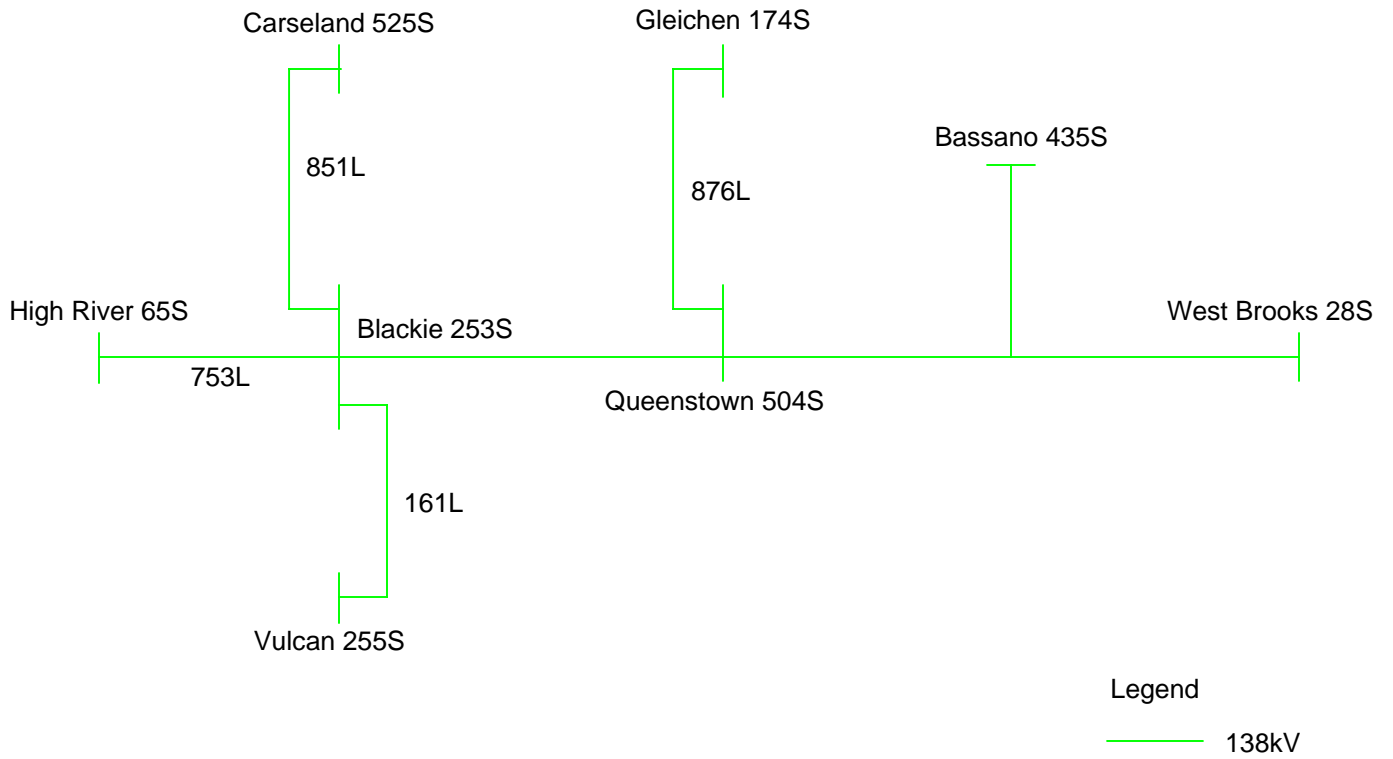 Carseland 525S
Gleichen 174S
Bassano 435S
851L
876L
High River 65S
Blackie 253S
West Brooks 28S
753L
Queenstown 504S
161L
Vulcan 255S
Legend
138kV